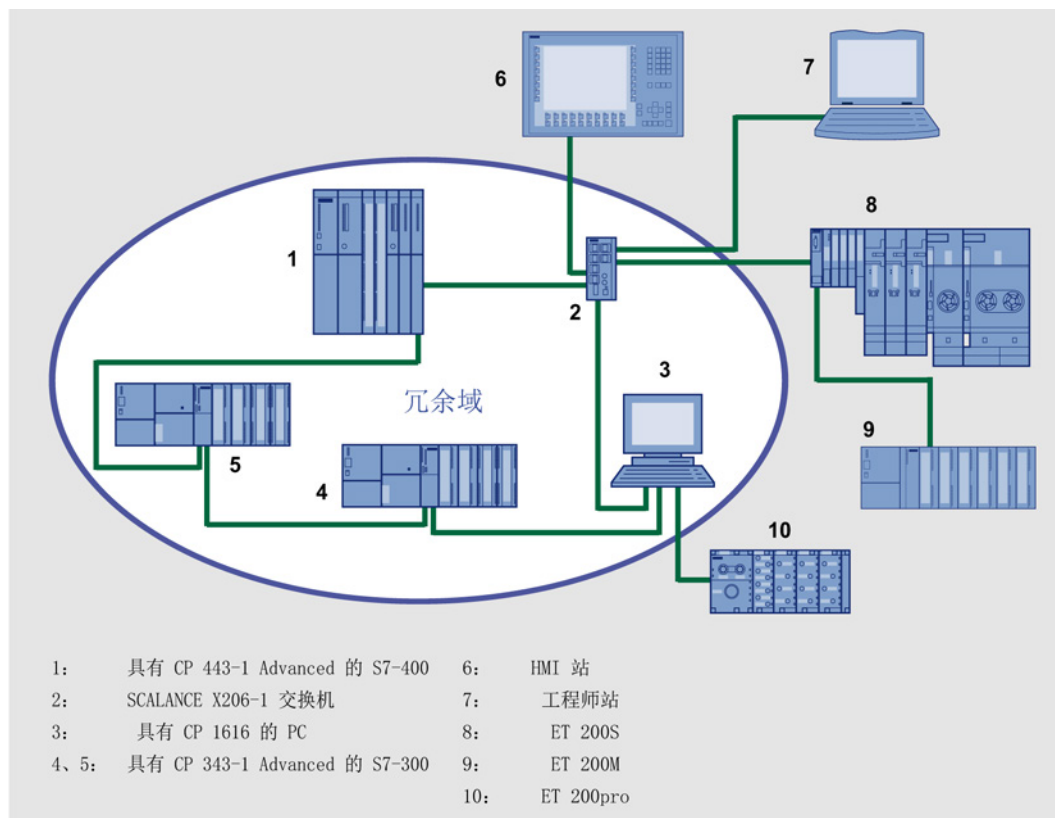 6
7
8
1
2
3
冗余域
9
5
4
10
1: 具有 CP 443-1 Advanced 的 S7-400
2: SCALANCE X206-1 交换机
3: 具有 CP 1616 的 PC
4、5: 具有 CP 343-1 Advanced 的 S7-300
6: HMI 站
7: 工程师站
8: ET 200S
9: ET 200M
10: ET 200pro